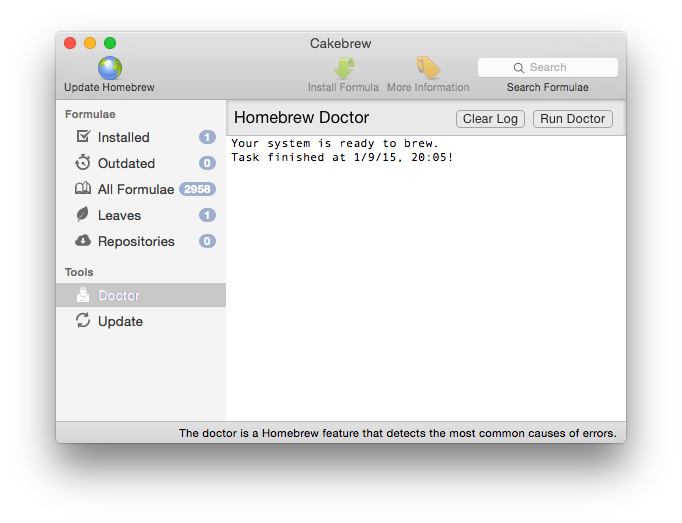 Cakebrew
Update Homebrew
Install Formula
More Information
Search
Search Formulae
Formulae
Installed 1
Outdated 0
All Formulae 2958
Leaves 1
Repositories 0
Tools
Doctor
Update
Homebrew Doctor
Clear Log
Run Doctor
Your system is ready to brew.
Task finished at 1/9/15, 20:05!
The doctor is a Homebrew feature that detects the most common causes of errors.